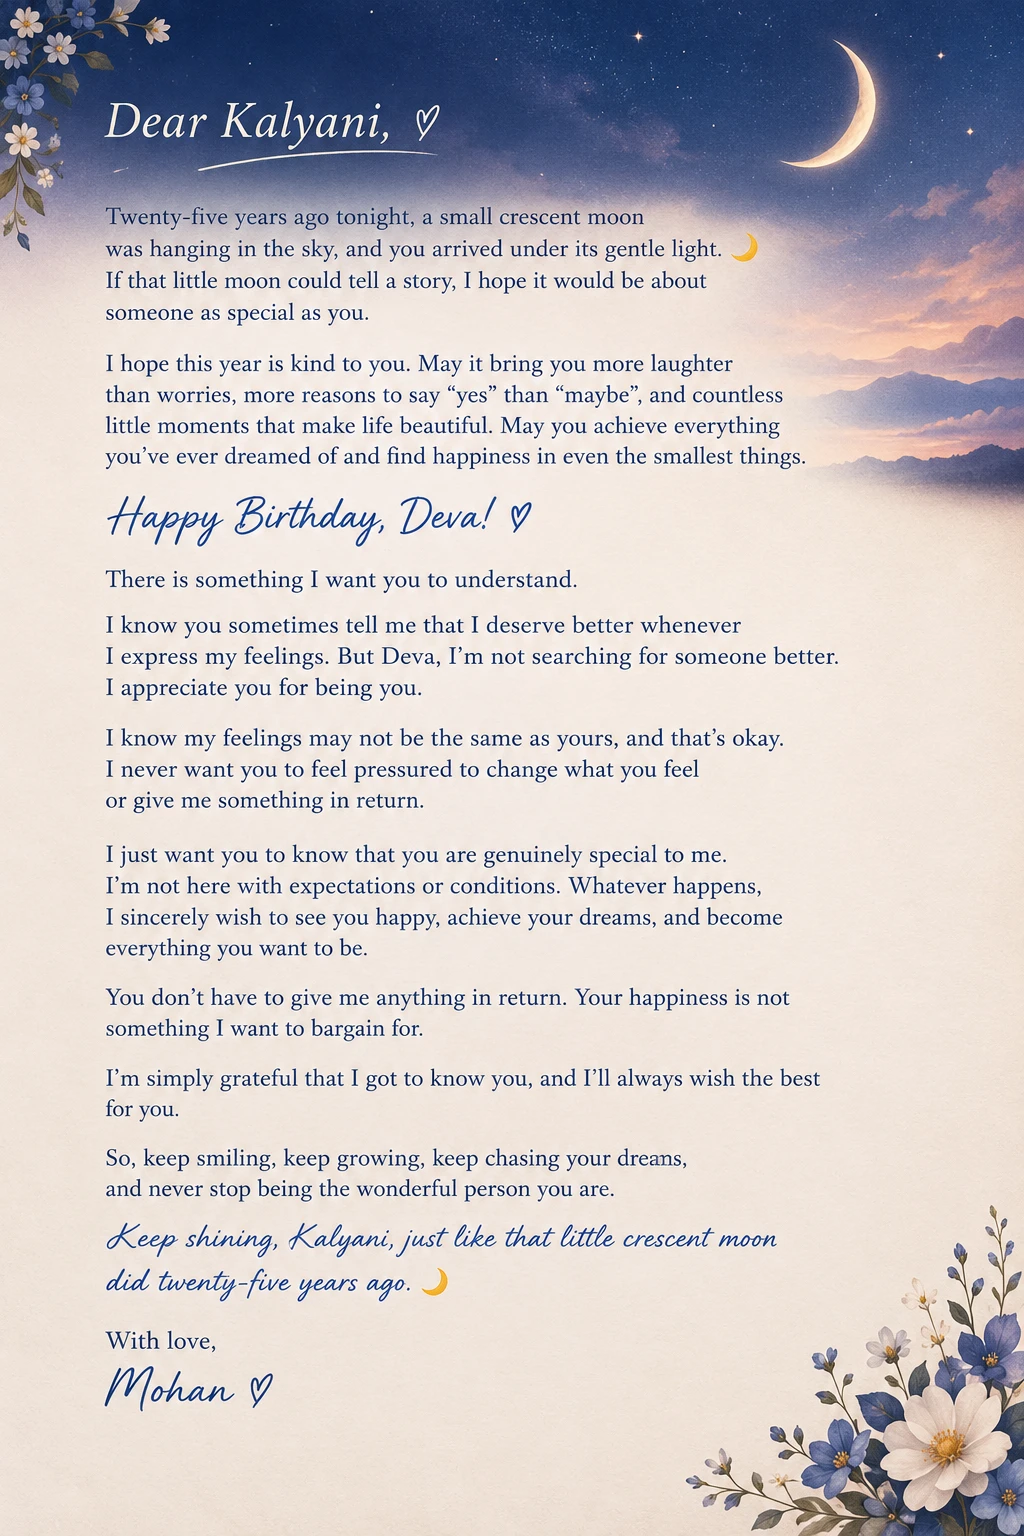 Dear Kalyani, ♡
Twenty-five years ago tonight, a small crescent moon
was hanging in the sky, and you arrived under its gentle light. 🌙
If that little moon could tell a story, I hope it would be about
someone as special as you.
I hope this year is kind to you. May it bring you more laughter
than worries, more reasons to say “yes” than “maybe”, and countless
little moments that make life beautiful. May you achieve everything
you’ve ever dreamed of and find happiness in even the smallest things.
Happy Birthday, Deva! ♡
There is something I want you to understand.
I know you sometimes tell me that I deserve better whenever
I express my feelings. But Deva, I’m not searching for someone better.
I appreciate you for being you.
I know my feelings may not be the same as yours, and that’s okay.
I never want you to feel pressured to change what you feel
or give me something in return.
I just want you to know that you are genuinely special to me.
I’m not here with expectations or conditions. Whatever happens,
I sincerely wish to see you happy, achieve your dreams, and become
everything you want to be.
You don’t have to give me anything in return. Your happiness is not
something I want to bargain for.
I’m simply grateful that I got to know you, and I’ll always wish the best
for you.
So, keep smiling, keep growing, keep chasing your dreams,
and never stop being the wonderful person you are.
Keep shining, Kalyani, just like that little crescent moon
did twenty-five years ago. 🌙
With love,
Mohan ♡